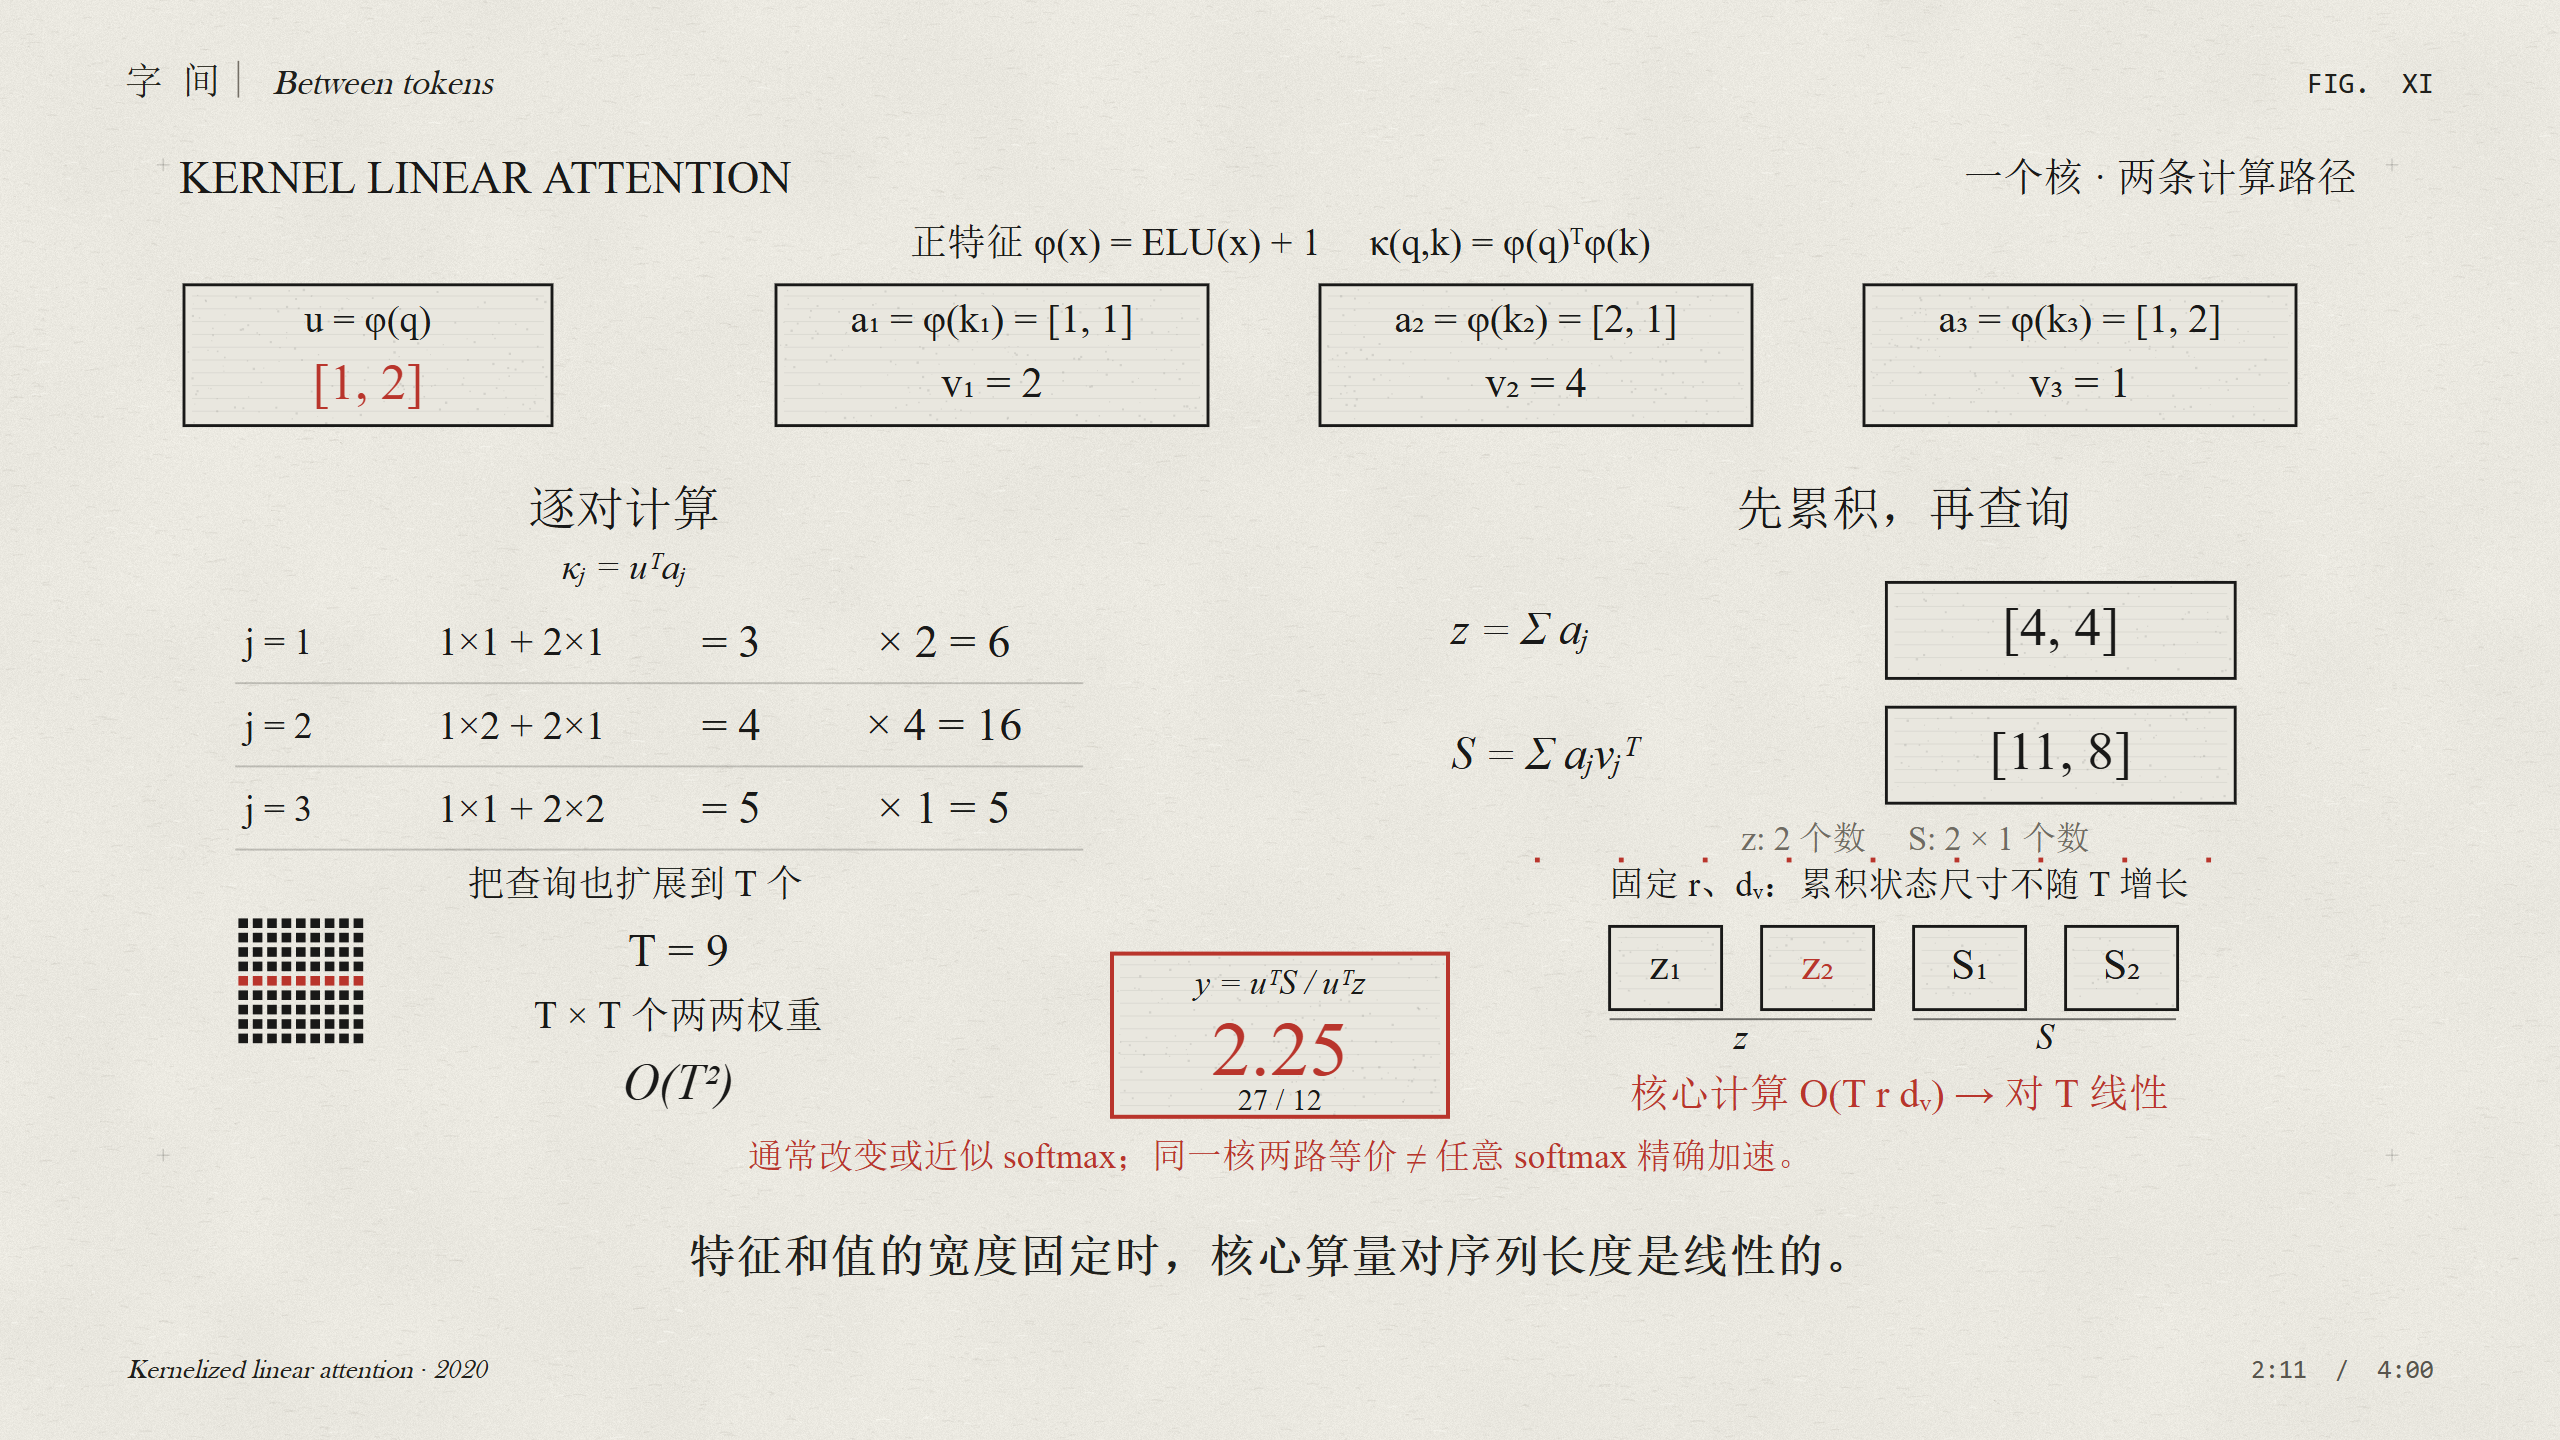 字 间 | Between tokens
FIG. XI
KERNEL LINEAR ATTENTION
一个核 · 两条计算路径
正特征 φ(x) = ELU(x) + 1 κ(q,k) = φ(q)ᵀφ(k)
u = φ(q)
[1, 2]
a₁ = φ(k₁) = [1, 1]
v₁ = 2
a₂ = φ(k₂) = [2, 1]
v₂ = 4
a₃ = φ(k₃) = [1, 2]
v₃ = 1
逐对计算
κⱼ = uᵀaⱼ
j = 1 1×1 + 2×1 = 3 × 2 = 6
j = 2 1×2 + 2×1 = 4 × 4 = 16
j = 3 1×1 + 2×2 = 5 × 1 = 5
把查询也扩展到 T 个
T = 9
T × T 个两两权重
O(T²)
先累积，再查询
z = Σ aⱼ [4, 4]
S = Σ aⱼvⱼᵀ [11, 8]
z: 2 个数 S: 2 × 1 个数
固定 r、dᵥ：累积状态尺寸不随 T 增长
z₁ z₂ S₁ S₂
z S
核心计算 O(T r dᵥ) → 对 T 线性
y = uᵀS / uᵀz
2.25
27 / 12
通常改变或近似 softmax；同一核两路等价 ≠ 任意 softmax 精确加速。
特征和值的宽度固定时，核心算量对序列长度是线性的。
Kernelized linear attention · 2020
2:11 / 4:00